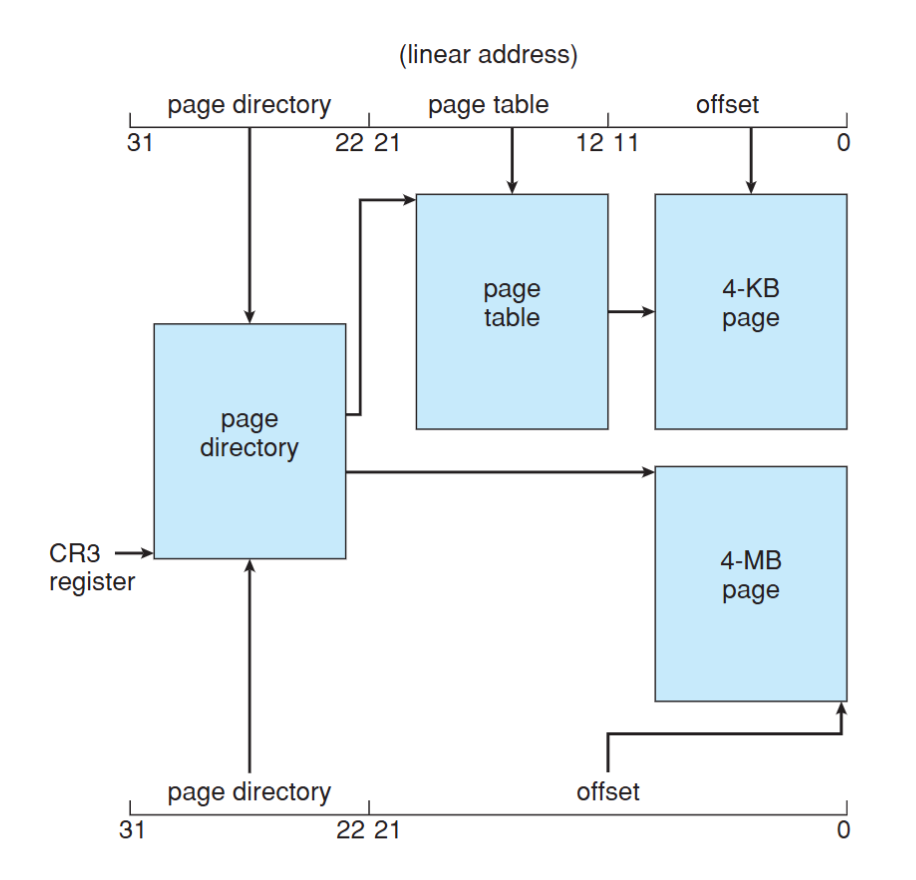 (linear address)
page directory page table offset
31 22 21 12 11 0
page
table
4-KB
page
page
directory
CR3
register
4-MB
page
page directory offset
31 22 21 0